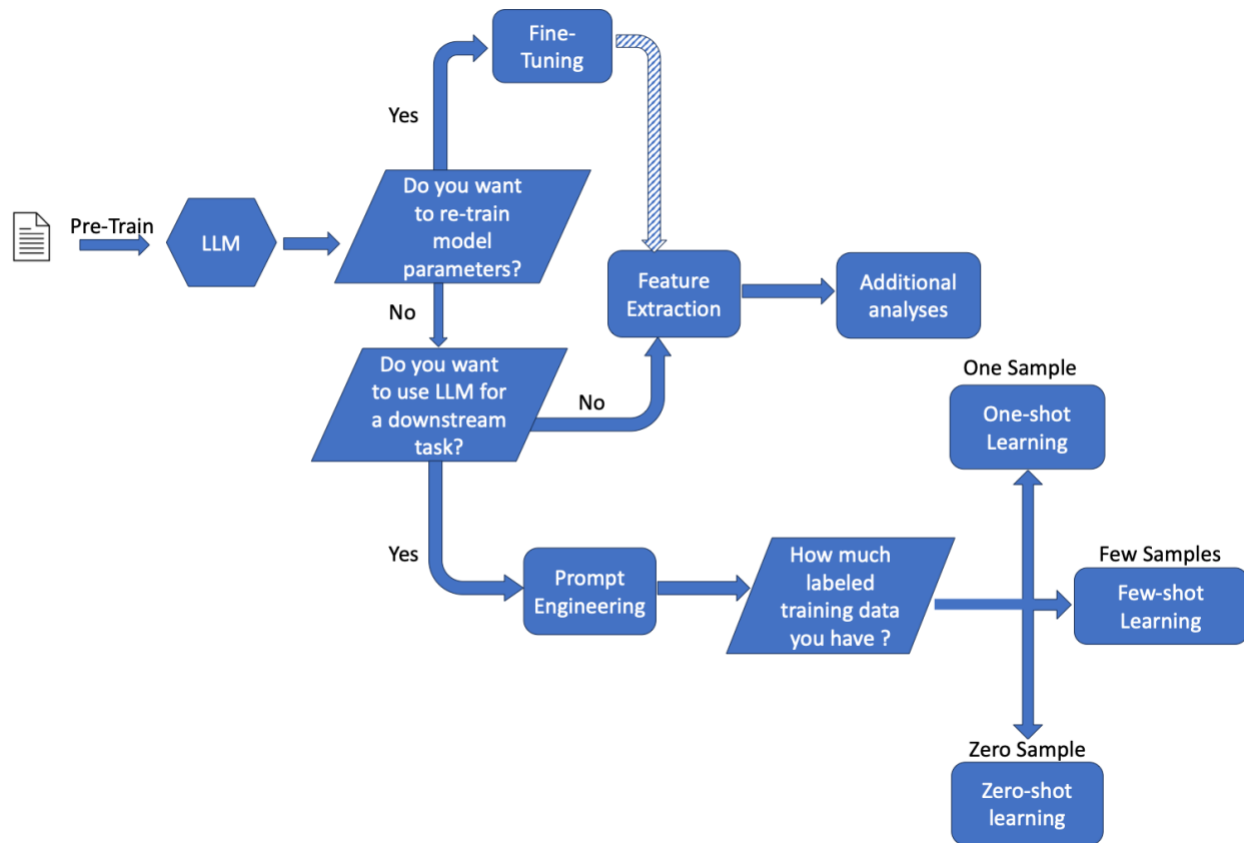 Fine-
Tuning
Yes
Pre-Train
LLM
Do you want
to re-train
model
parameters?
No
Feature
Extraction
Additional
analyses
Do you want
to use LLM for
a downstream
task?
No
Yes
Prompt
Engineering
How much
labeled
training data
you have ?
One Sample
One-shot
Learning
Few Samples
Few-shot
Learning
Zero Sample
Zero-shot
learning